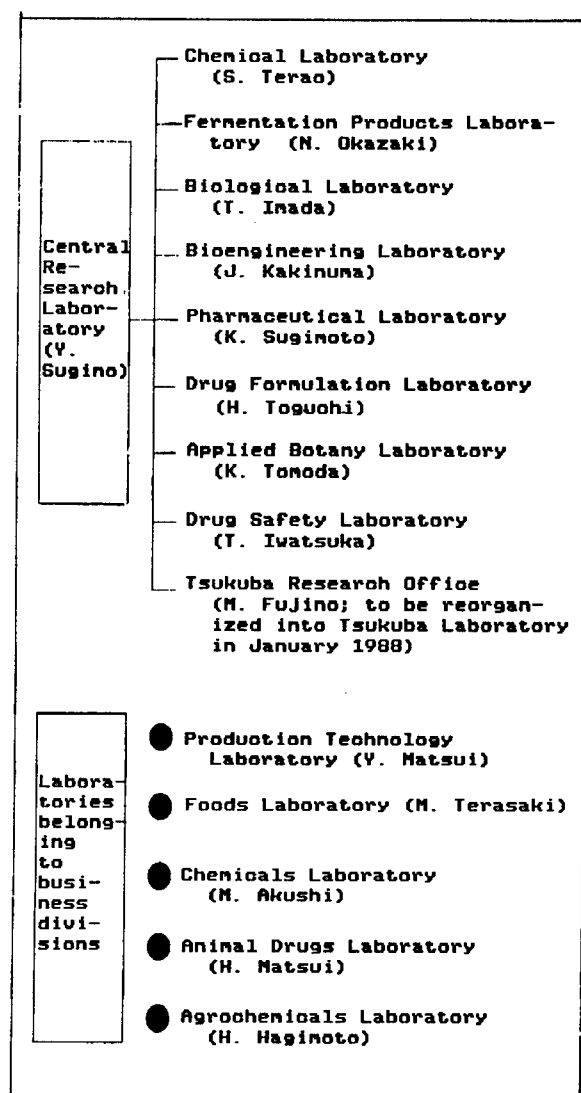 Chemical Laboratory
(S. Terao)
Fermentation Products Labora-
tory (N. Okazaki)
Biological Laboratory
(T. Imada)
Bioengineering Laboratory
(J. Kakinuma)
Pharmaceutical Laboratory
(K. Sugimoto)
Drug Formulation Laboratory
(H. Toguchi)
Applied Botany Laboratory
(K. Tomoda)
Drug Safety Laboratory
(T. Iwatsuka)
Tsukuba Research Office
(M. Fujino; to be reorgan-
ized into Tsukuba Laboratory
in January 1988)
Central
Re-
search
Labor-
atory
(Y.
Sugino)
Production Technology
Laboratory (Y. Matsui)
Foods Laboratory (M. Terasaki)
Chemicals Laboratory
(M. Akushi)
Animal Drugs Laboratory
(H. Matsui)
Agrochemicals Laboratory
(H. Hagimoto)
Labora-
tories
belong-
ing
to
busi-
ness
divi-
sions